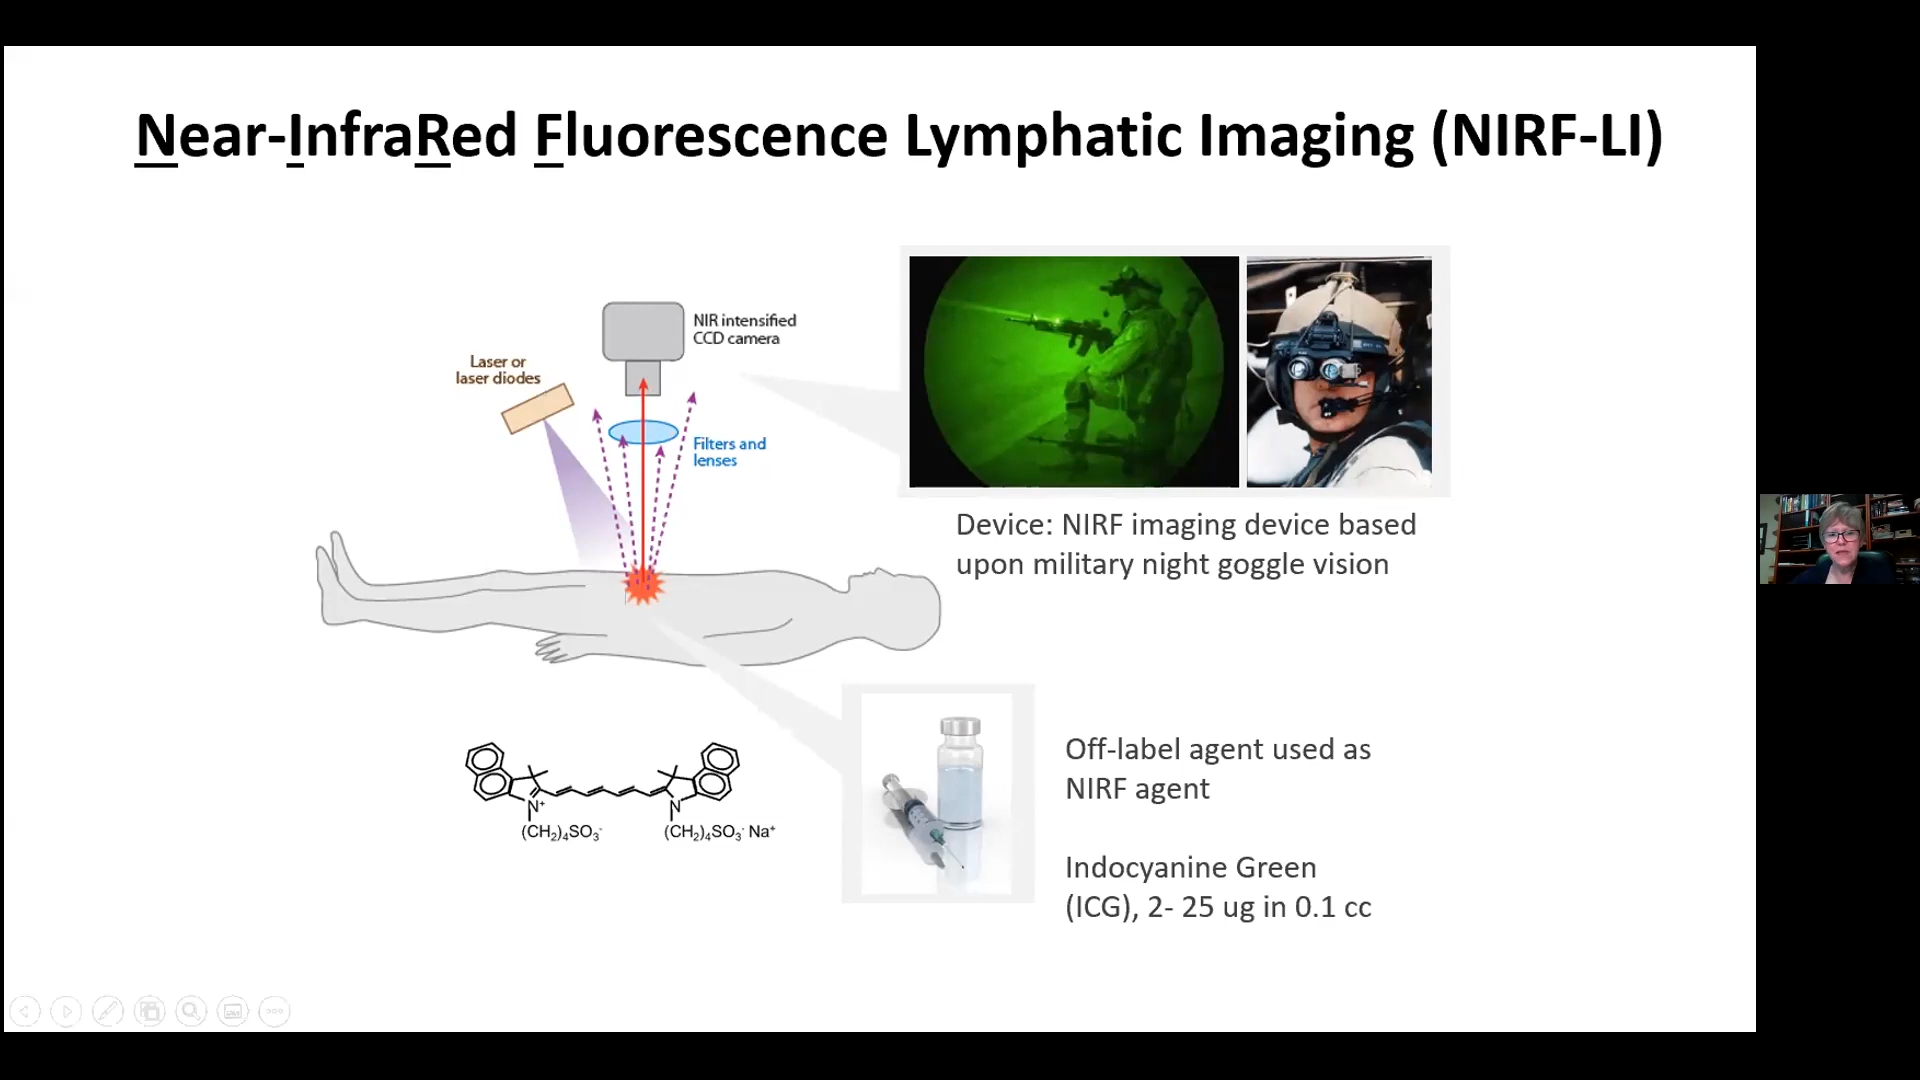 Near-InfraRed Fluorescence Lymphatic Imaging (NIRF-LI)
NIR intensified
CCD camera
Laser or
laser diodes
Filters and
lenses
Device: NIRF imaging device based
upon military night goggle vision
Off-label agent used as
NIRF agent
Indocyanine Green
(ICG), 2- 25 ug in 0.1 cc
N+
N
(CH2)4SO3-
(CH2)4SO3- Na+